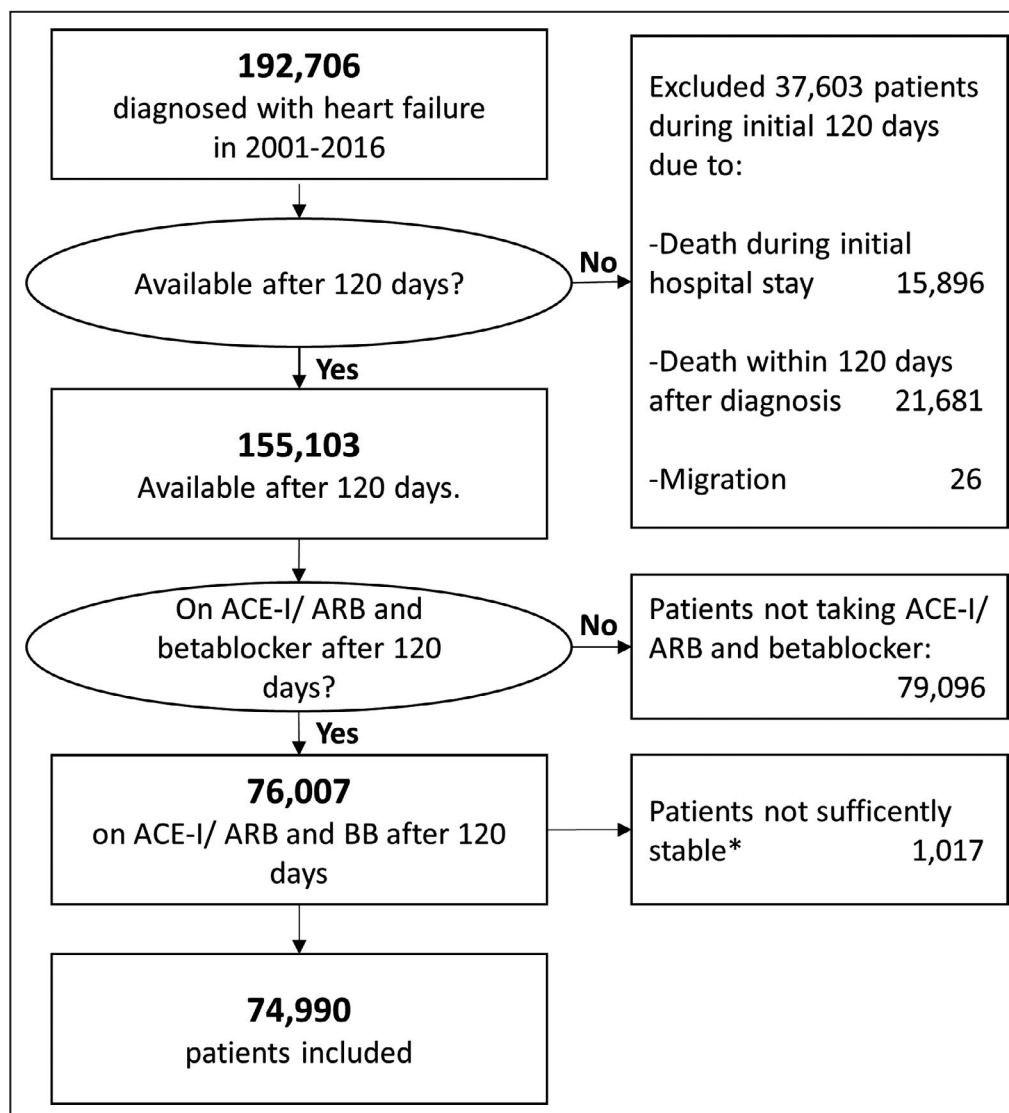 192,706
diagnosed with heart failure
in 2001-2016
Excluded 37,603 patients
during initial 120 days
due to:
-Death during initial
hospital stay 15,896
-Death within 120 days
after diagnosis 21,681
-Migration 26
Available after 120 days?
No
Yes
155,103
Available after 120 days.
On ACE-I/ ARB and
betablocker after 120
days?
No
Patients not taking ACE-I/
ARB and betablocker:
79,096
Yes
76,007
on ACE-I/ ARB and BB after 120
days
Patients not sufficently
stable* 1,017
74,990
patients included